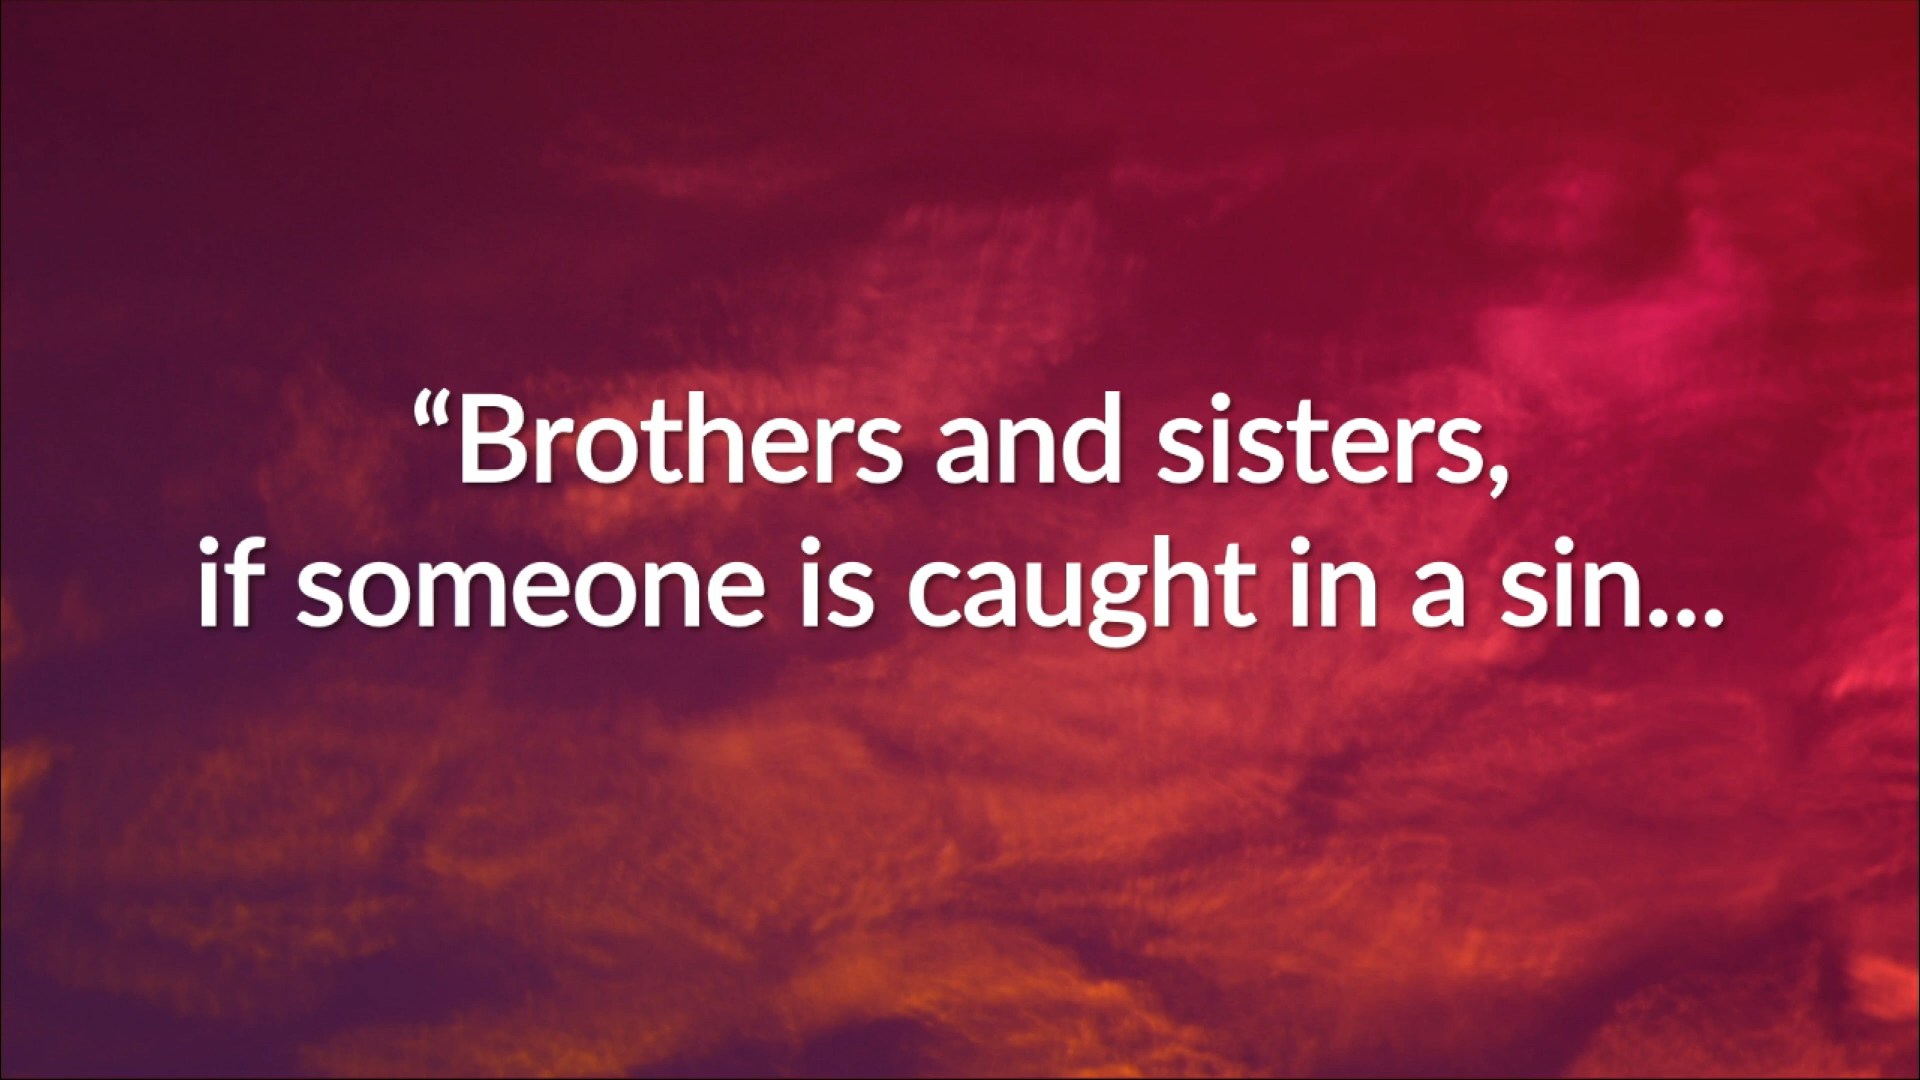 “Brothers and sisters,
if someone is caught in a sin...